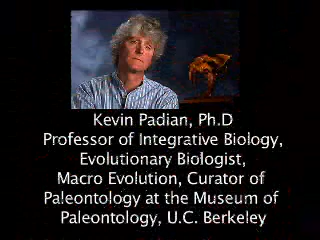 Kevin Padian, Ph.D
Professor of Integrative Biology,
Evolutionary Biologist,
Macro Evolution, Curator of
Paleontology at the Museum of
Paleontology, U.C. Berkeley